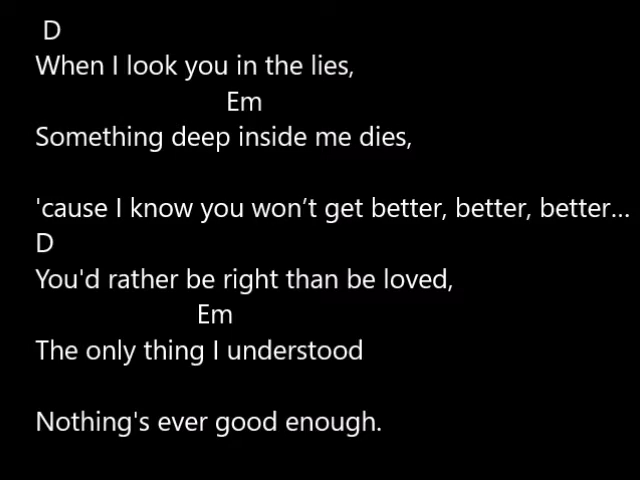 D
When I look you in the lies,
Em
Something deep inside me dies,
'cause I know you won’t get better, better, better...
D
You'd rather be right than be loved,
Em
The only thing I understood
Nothing's ever good enough.